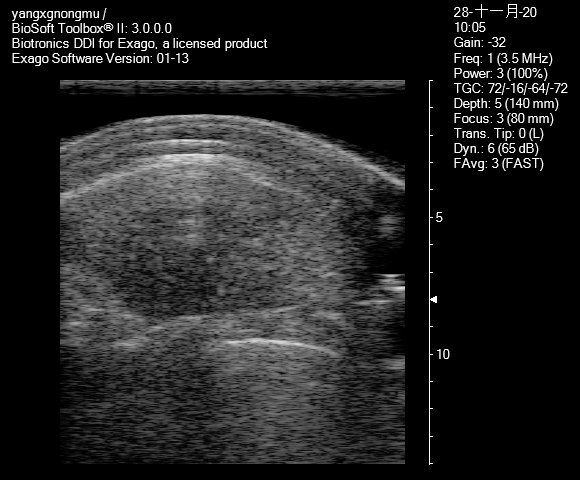 yangxgnongmu /
BioSoft Toolbox® II: 3.0.0.0
Biotronics DDI for Exago, a licensed product
Exago Software Version: 01-13
28-十一月-20
10:05
Gain: -32
Freq: 1 (3.5 MHz)
Power: 3 (100%)
TGC: 72/-16/-64/-72
Depth: 5 (140 mm)
Focus: 3 (80 mm)
Trans. Tip: 0 (L)
Dyn.: 6 (65 dB)
FAvg: 3 (FAST)
5
10